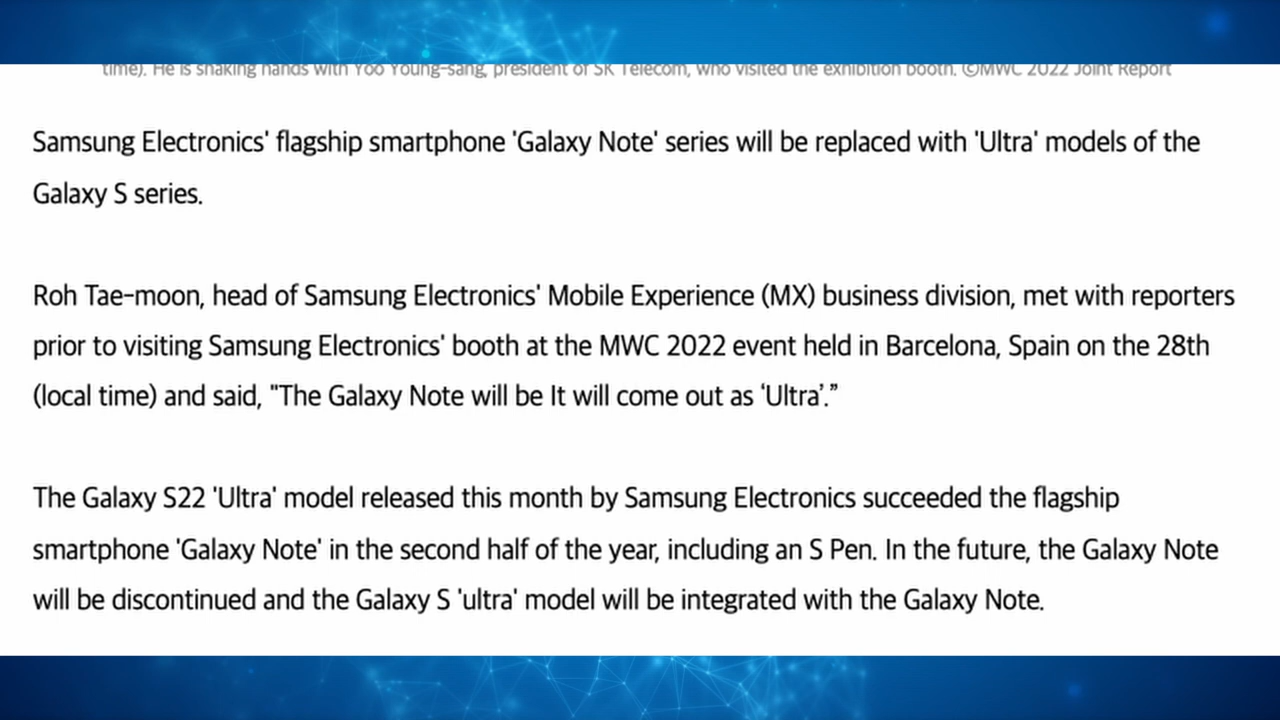 time). He is shaking hands with Yoo Young-sang, president of SK Telecom, who visited the exhibition booth. ©MWC 2022 Joint Report
Samsung Electronics' flagship smartphone 'Galaxy Note' series will be replaced with 'Ultra' models of the
Galaxy S series.
Roh Tae-moon, head of Samsung Electronics' Mobile Experience (MX) business division, met with reporters
prior to visiting Samsung Electronics' booth at the MWC 2022 event held in Barcelona, Spain on the 28th
(local time) and said, "The Galaxy Note will be It will come out as ‘Ultra’.”
The Galaxy S22 'Ultra' model released this month by Samsung Electronics succeeded the flagship
smartphone 'Galaxy Note' in the second half of the year, including an S Pen. In the future, the Galaxy Note
will be discontinued and the Galaxy S 'ultra' model will be integrated with the Galaxy Note.